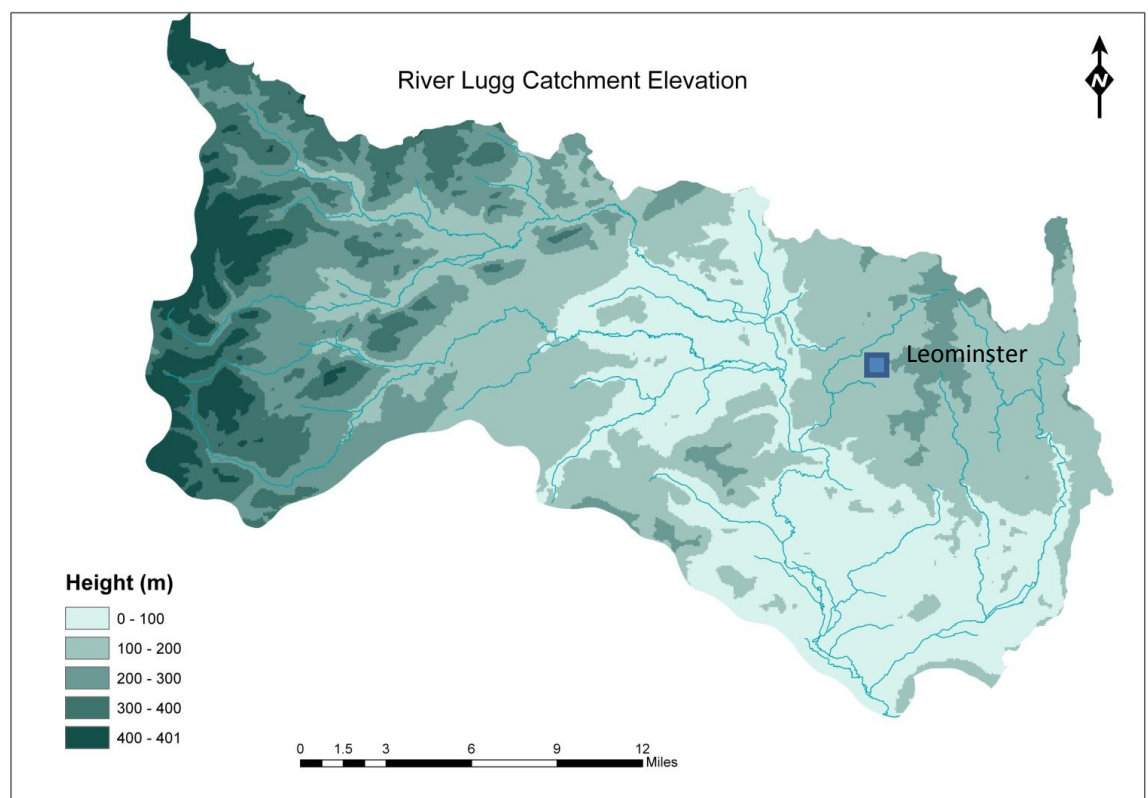 River Lugg Catchment Elevation
N
Leominster
Height (m)
0 - 100
100 - 200
200 - 300
300 - 400
400 - 401
0 1.5 3 6 9 12
Miles